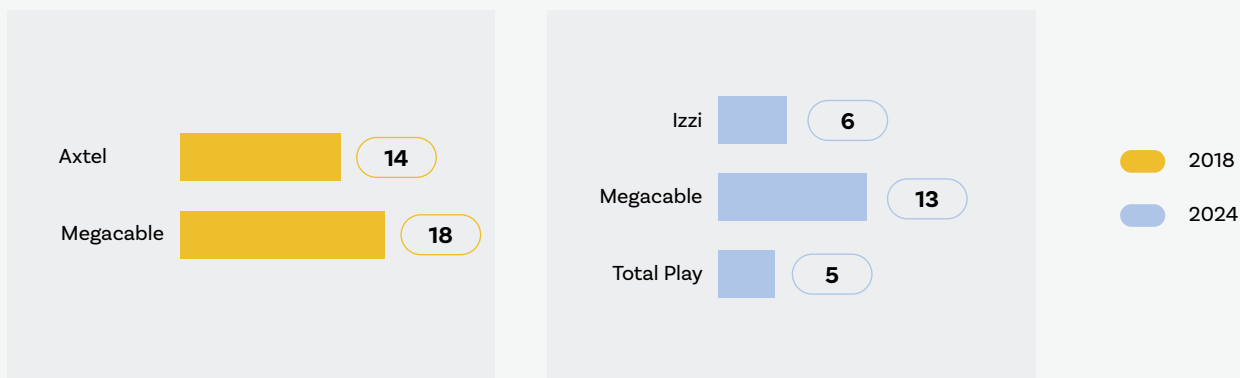 Axtel
14
Megacable
18
Izzi
6
Megacable
13
Total Play
5
2018
2024